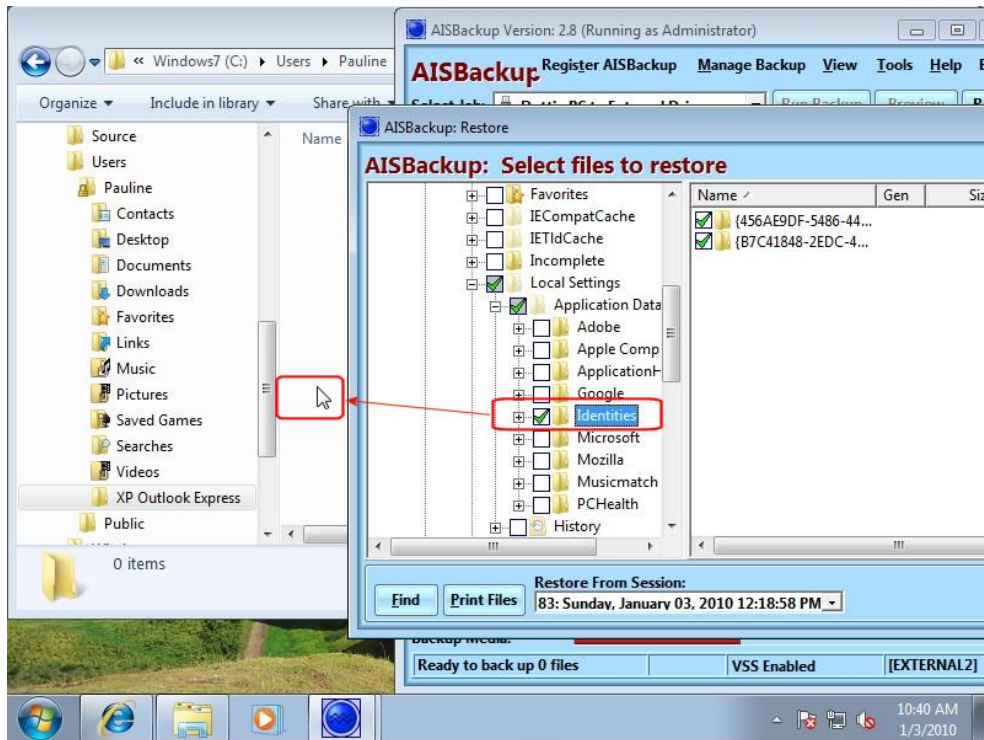 AISBackup Version: 2.8 (Running as Administrator)
« Windows7 (C:) ▸ Users ▸ Pauline
AISBackup Register AISBackup Manage Backup View Tools Help
Organize ▾ Include in library ▾ Share with ▾
Name
Source
Users
Pauline
Contacts
Desktop
Documents
Downloads
Favorites
Links
Music
Pictures
Saved Games
Searches
Videos
XP Outlook Express
Public
0 items
AISBackup: Restore
AISBackup: Select files to restore
Favorites
IECompatCache
IETldCache
Incomplete
Local Settings
Application Data
Adobe
Apple Comp
ApplicationH
Google
Identities
Microsoft
Mozilla
Musicmatch
PCHealth
History
Name Gen Siz
{456AE9DF-5486-44...
{B7C41848-2EDC-4...
Find Print Files
Restore From Session:
83: Sunday, January 03, 2010 12:18:58 PM
Backup Media:
Ready to back up 0 files VSS Enabled [EXTERNAL2]
10:40 AM
1/3/2010